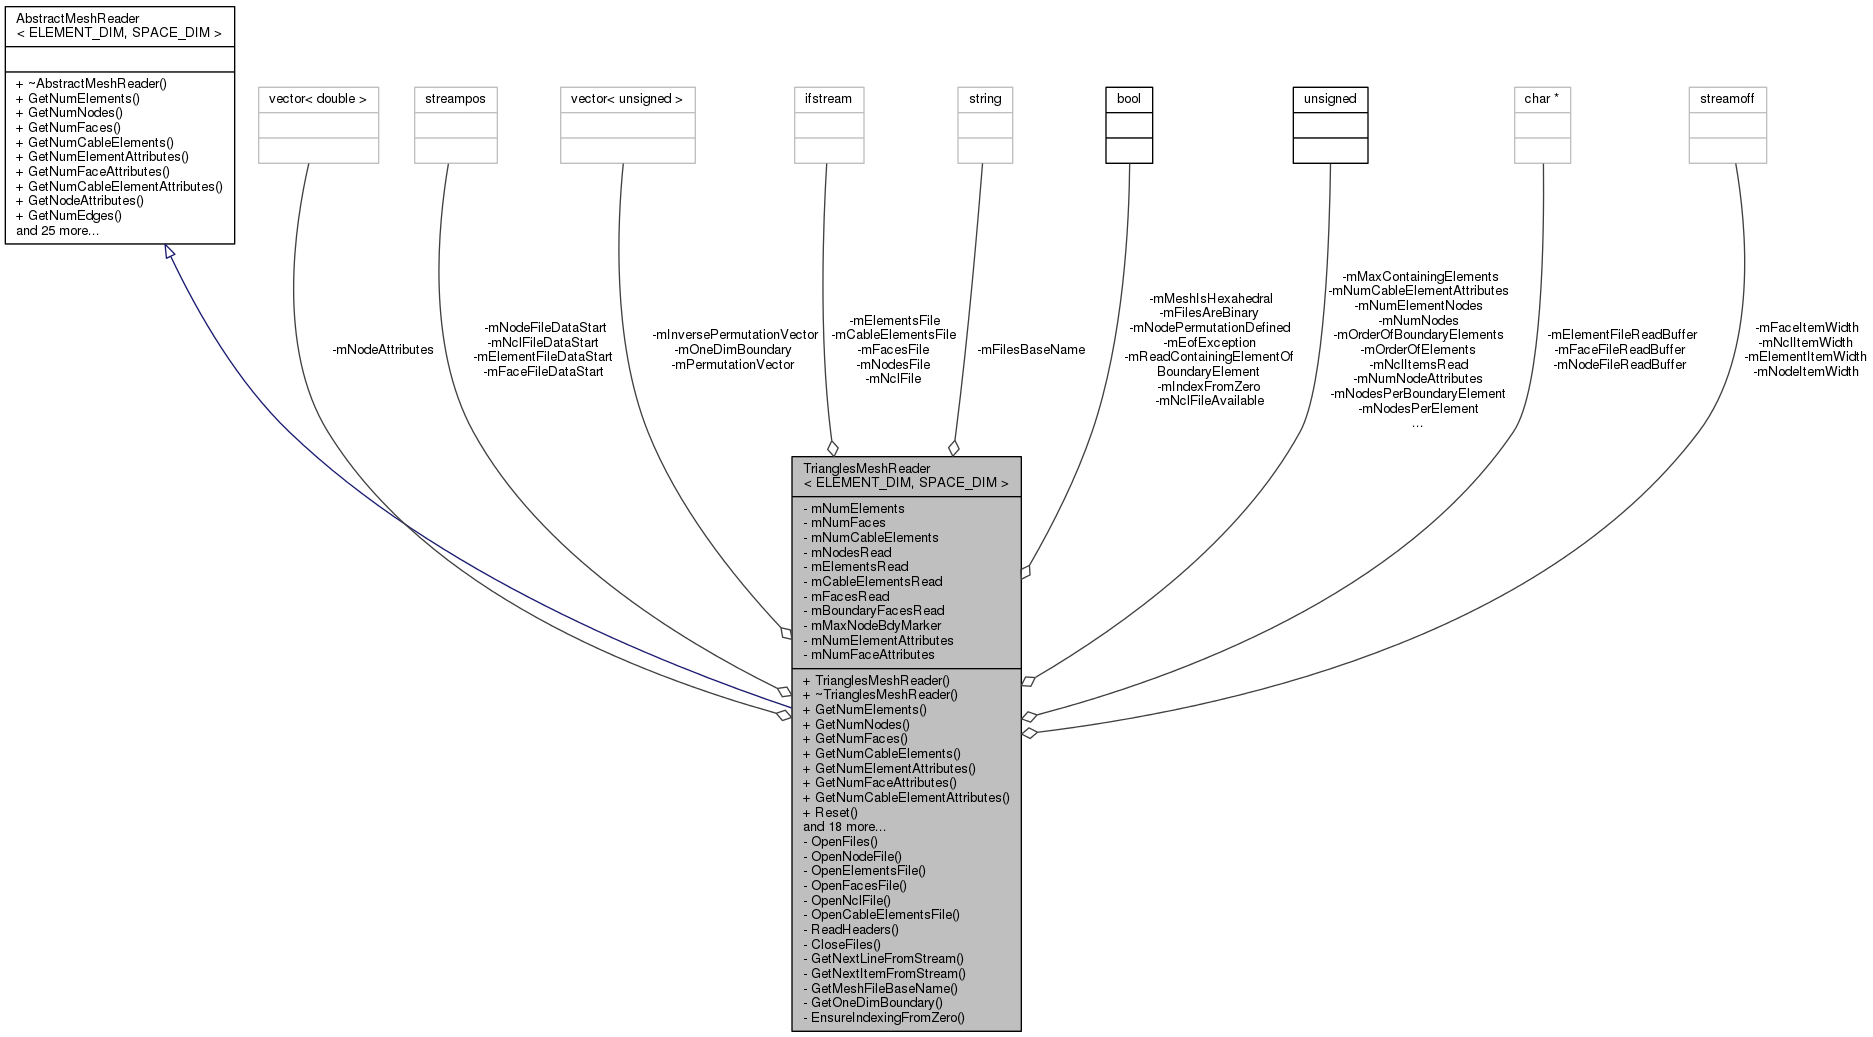 AbstractMeshReader
< ELEMENT_DIM, SPACE_DIM >
+ ~AbstractMeshReader()
+ GetNumElements()
+ GetNumNodes()
+ GetNumFaces()
+ GetNumCableElements()
+ GetNumElementAttributes()
+ GetNumFaceAttributes()
+ GetNumCableElementAttributes()
+ GetNodeAttributes()
+ GetNumEdges()
and 25 more...
vector< double >
streampos
vector< unsigned >
ifstream
string
bool
unsigned
char *
streamoff
-mNodeAttributes
-mNodeFileDataStart
-mNclFileDataStart
-mElementFileDataStart
-mFaceFileDataStart
-mInversePermutationVector
-mOneDimBoundary
-mPermutationVector
-mElementsFile
-mCableElementsFile
-mFacesFile
-mNodesFile
-mNclFile
-mFilesBaseName
-mMeshIsHexahedral
-mFilesAreBinary
-mNodePermutationDefined
-mEofException
-mReadContainingElementOf
BoundaryElement
-mIndexFromZero
-mNclFileAvailable
-mMaxContainingElements
-mNumCableElementAttributes
-mNumElementNodes
-mNumNodes
-mOrderOfBoundaryElements
-mOrderOfElements
-mNclItemsRead
-mNumNodeAttributes
-mNodesPerBoundaryElement
-mNodesPerElement
...
-mElementFileReadBuffer
-mFaceFileReadBuffer
-mNodeFileReadBuffer
-mFaceItemWidth
-mNclItemWidth
-mElementItemWidth
-mNodeItemWidth
TrianglesMeshReader
< ELEMENT_DIM, SPACE_DIM >
- mNumElements
- mNumFaces
- mNumCableElements
- mNodesRead
- mElementsRead
- mCableElementsRead
- mFacesRead
- mBoundaryFacesRead
- mMaxNodeBdyMarker
- mNumElementAttributes
- mNumFaceAttributes
+ TrianglesMeshReader()
+ ~TrianglesMeshReader()
+ GetNumElements()
+ GetNumNodes()
+ GetNumFaces()
+ GetNumCableElements()
+ GetNumElementAttributes()
+ GetNumFaceAttributes()
+ GetNumCableElementAttributes()
+ Reset()
and 18 more...
- OpenFiles()
- OpenNodeFile()
- OpenElementsFile()
- OpenFacesFile()
- OpenNclFile()
- OpenCableElementsFile()
- ReadHeaders()
- CloseFiles()
- GetNextLineFromStream()
- GetNextItemFromStream()
- GetMeshFileBaseName()
- GetOneDimBoundary()
- EnsureIndexingFromZero()